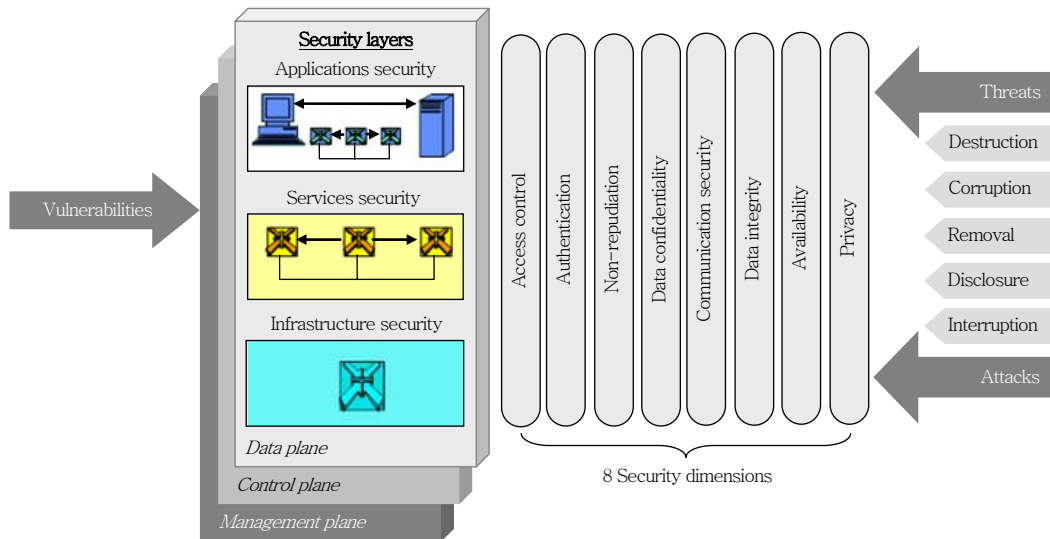 Security layers
Applications security
Services security
Infrastructure security
Data plane
Control plane
Management plane
Vulnerabilities
Access control
Authentication
Non-repudiation
Data confidentiality
Communication security
Data integrity
Availability
Privacy
8 Security dimensions
Threats
Destruction
Corruption
Removal
Disclosure
Interruption
Attacks